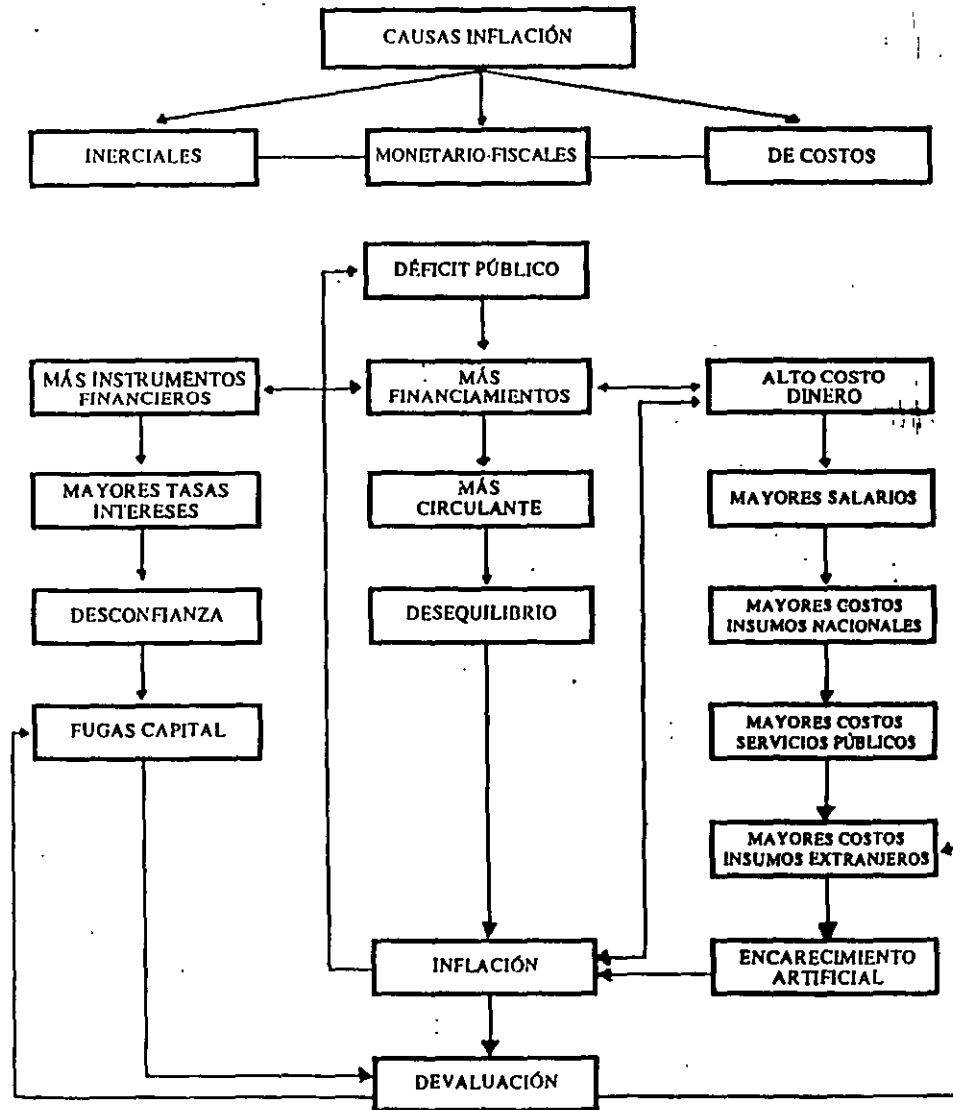 CAUSAS INFLACIÓN
INERCIALES
MONETARIO-FISCALES
DE COSTOS
DÉFICIT PÚBLICO
MÁS INSTRUMENTOS
FINANCIEROS
MÁS
FINANCIAMIENTOS
ALTO COSTO
DINERO
MAYORES TASAS
INTERESES
MÁS
CIRCULANTE
MAYORES SALARIOS
DESCONFIANZA
DESEQUILIBRIO
MAYORES COSTOS
INSUMOS NACIONALES
FUGAS CAPITAL
MAYORES COSTOS
SERVICIOS PÚBLICOS
MAYORES COSTOS
INSUMOS EXTRANJEROS
INFLACIÓN
ENCARECIMIENTO
ARTIFICIAL
DEVALUACIÓN